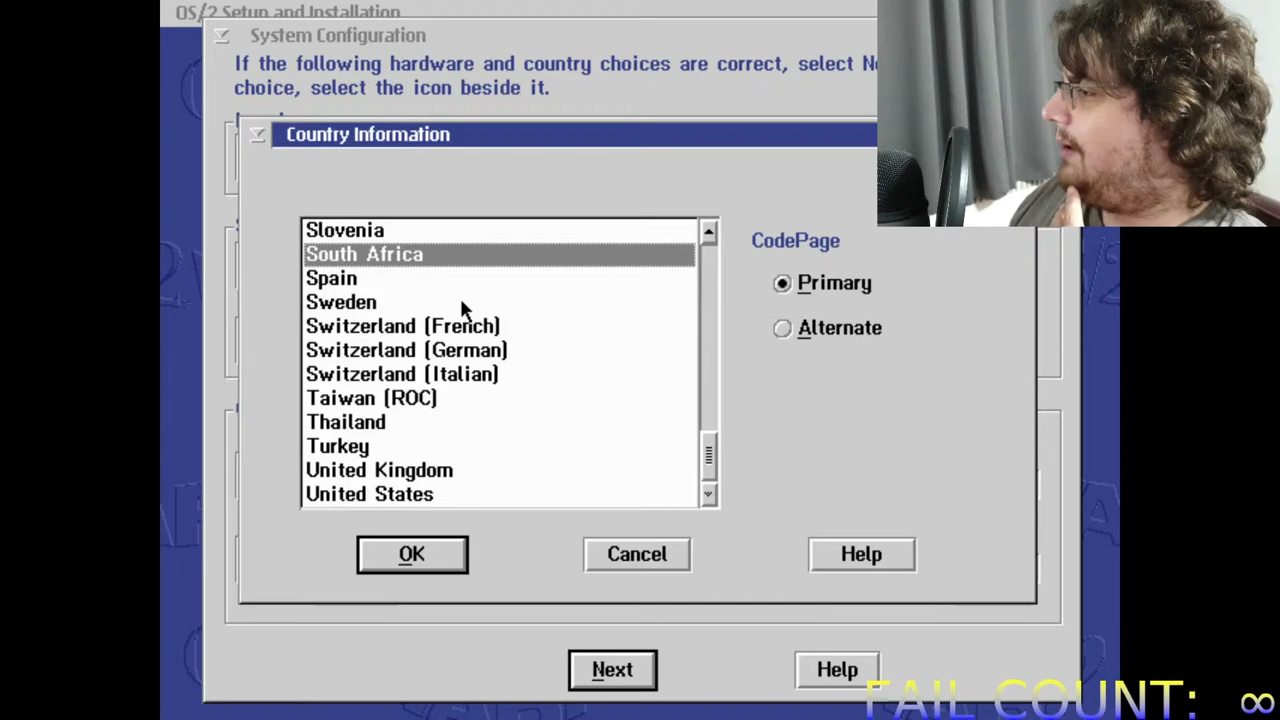 OS/2 Setup and Installation
System Configuration
If the following hardware and country choices are correct, select
choice, select the icon beside it.
Country Information
Slovenia
South Africa
Spain
Sweden
Switzerland (French)
Switzerland (German)
Switzerland (Italian)
Taiwan (ROC)
Thailand
Turkey
United Kingdom
United States
CodePage
Primary
Alternate
OK
Cancel
Help
Next
Help
FAIL COUNT: ∞